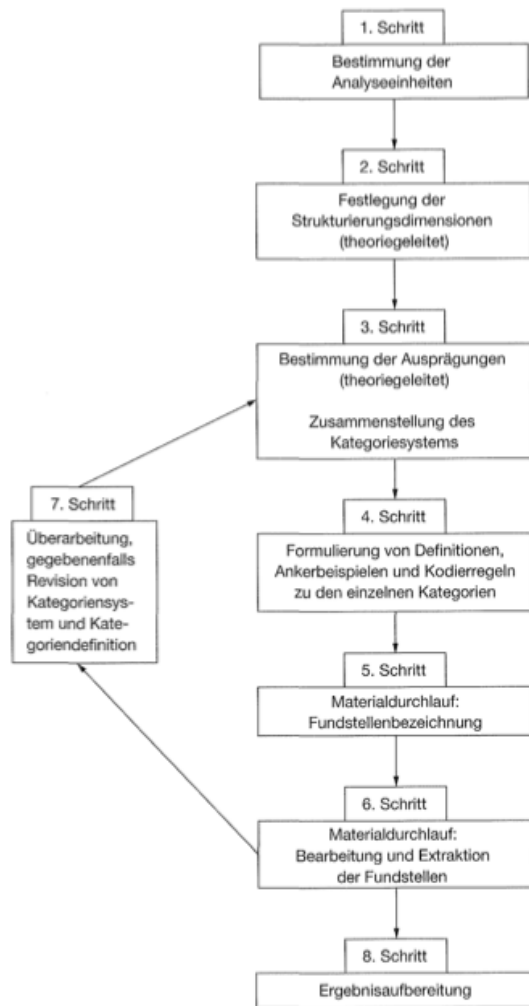 1. Schritt
Bestimmung der
Analyseeinheiten
2. Schritt
Festlegung der
Strukturierungsdimensionen
(theoriegeleitet)
3. Schritt
Bestimmung der Ausprägungen
(theoriegeleitet)
Zusammenstellung des
Kategoriesystems
4. Schritt
Formulierung von Definitionen,
Ankerbeispielen und Kodierregeln
zu den einzelnen Kategorien
5. Schritt
Materialdurchlauf:
Fundstellenbezeichnung
6. Schritt
Materialdurchlauf:
Bearbeitung und Extraktion
der Fundstellen
7. Schritt
Überarbeitung,
gegebenenfalls
Revision von
Kategoriensys-
tem und Kate-
goriendefinition
8. Schritt
Ergebnisaufbereitung